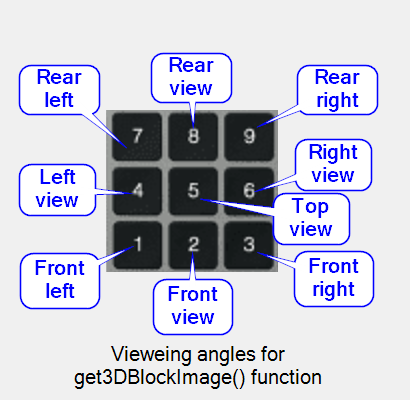 Rear
left
Rear
view
Rear
right
7
8
9
Left
view
4
5
6
Right
view
Top
view
Front
left
1
2
3
Front
view
Front
right
Vieweing angles for
get3DBlockImage() function